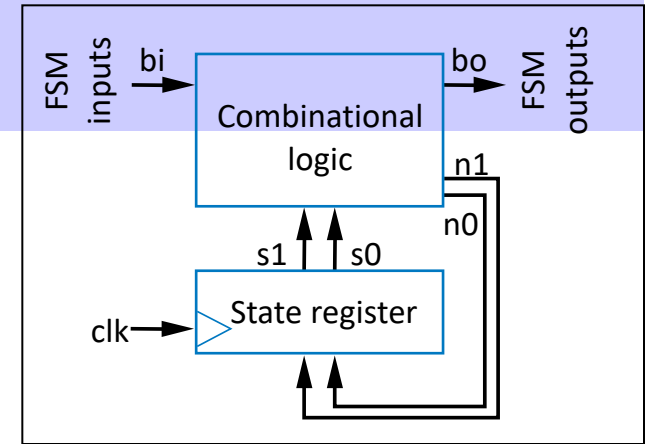 FSM
inputs
bi
Combinational
logic
bo
FSM
outputs
n1
n0
s1
s0
State register
clk